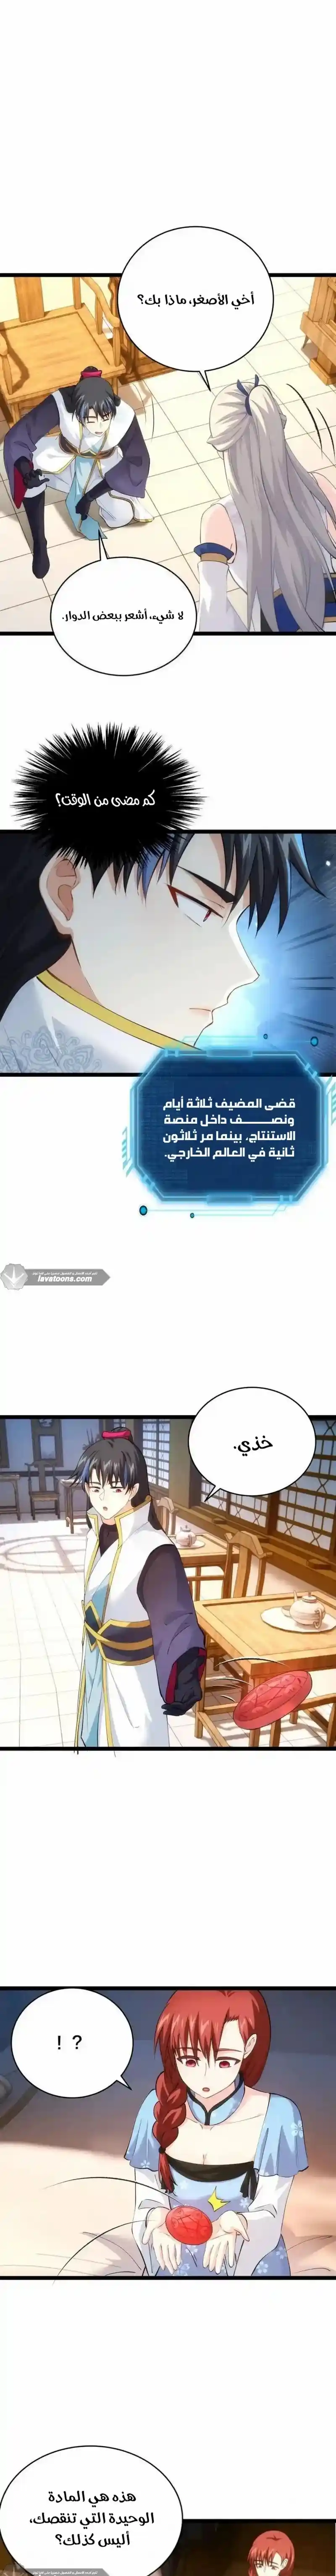 أخي الأصغر، ماذا بك؟
لا شيء، أشعر ببعض الدوار.
كم مضى من الوقت؟
قضى المضيف ثلاثة أيام
ونصف داخل منصة
الاستنتاج، بينما مر ثلاثون
ثانية في العالم الخارجي.
lavatoons.com
خذي.
! ?
هذه هي المادة
الوحيدة التي تنقصك،
أليس كذلك؟